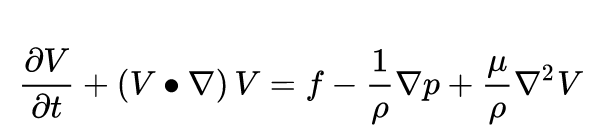 ∂V/∂t + (V • ∇) V = f − 1/ρ ∇p + μ/ρ ∇²V